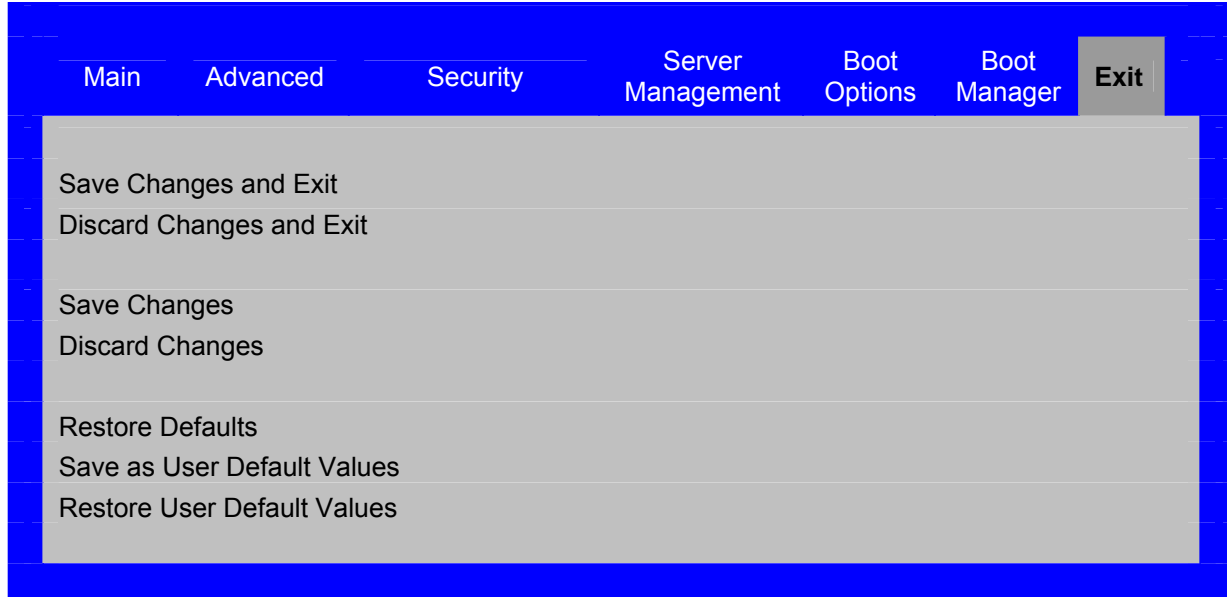 Main
Advanced
Security
Server
Management
Boot
Options
Boot
Manager
Exit
Save Changes and Exit
Discard Changes and Exit
Save Changes
Discard Changes
Restore Defaults
Save as User Default Values
Restore User Default Values